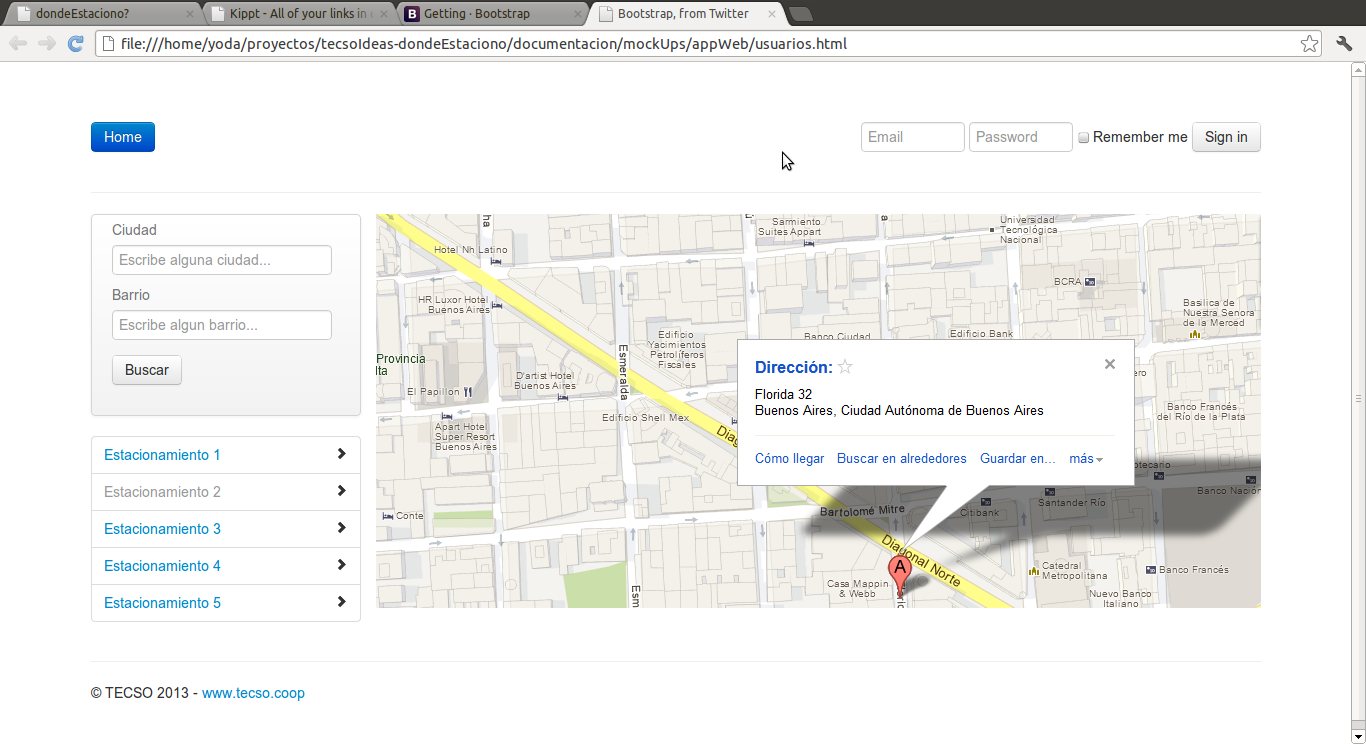 dondeEstaciono?
Kippt - All of your links in
Getting · Bootstrap
Bootstrap, from Twitter
file:///home/yoda/proyectos/tecsoIdeas-dondeEstaciono/documentacion/mockUps/appWeb/usuarios.html
Home
Email
Password
Remember me
Sign in
Ciudad
Escribe alguna ciudad...
Barrio
Escribe algun barrio...
Buscar
Estacionamiento 1
Estacionamiento 2
Estacionamiento 3
Estacionamiento 4
Estacionamiento 5
Hotel Nh Latino
Sarmiento
Suites Appart
Universidad
Tecnológica
Nacional
HR Luxor Hotel
Buenos Aires
BCRA
Basilica de
Nuestra Senora
de la Merced
Edificio
Yacimientos
Petrolíferos
Fiscales
Banco Ciudad
Edificio Bank
Provincia
Esmeralda
D'artist Hotel
Buenos Aires
El Papillon
Edificio Shell Mex
Apart Hotel
Super Resort
Buenos Aires
Banco Francés
del Río de la Plata
Dirección:
Florida 32
Buenos Aires, Ciudad Autónoma de Buenos Aires
Cómo llegar
Buscar en alrededores
Guardar en...
más
Conte
Bartolomé Mitre
Citibank
Santander Río
Diagonal Norte
A
Casa Mappin
& Webb
Catedral
Metropolitana
Banco Francés
Nuevo Banco
Italiano
© TECSO 2013 - www.tecso.coop